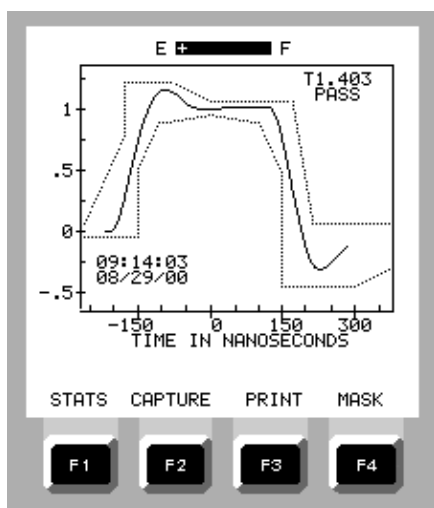 E + F
T1.403
PASS
1
.5
0
-.5
09:14:03
08/29/00
-150 0 150 300
TIME IN NANOSECONDS
STATS CAPTURE PRINT MASK
F1 F2 F3 F4